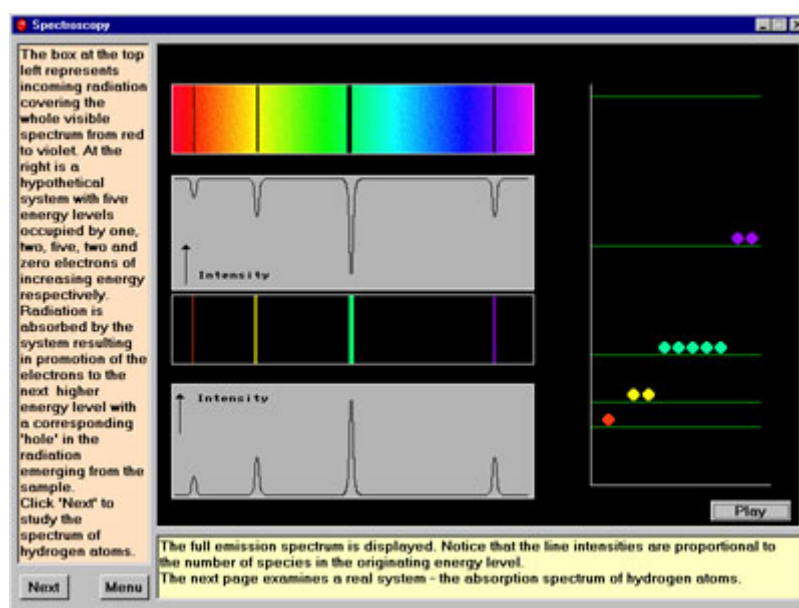 Spectroscopy
The box at the top
left represents
incoming radiation
covering the
whole visible
spectrum from red
to violet. At the
right is a
hypothetical
system with five
energy levels
occupied by one,
two, five, two and
zero electrons of
increasing energy
respectively.
Radiation is
absorbed by the
system resulting
in promotion of the
electrons to the
next higher
energy level with
a corresponding
'hole' in the
radiation
emerging from the
sample.
Click 'Next' to
study the
spectrum of
hydrogen atoms.
Next
Menu
Intensity
Intensity
Play
The full emission spectrum is displayed. Notice that the line intensities are proportional to
the number of species in the originating energy level.
The next page examines a real system - the absorption spectrum of hydrogen atoms.